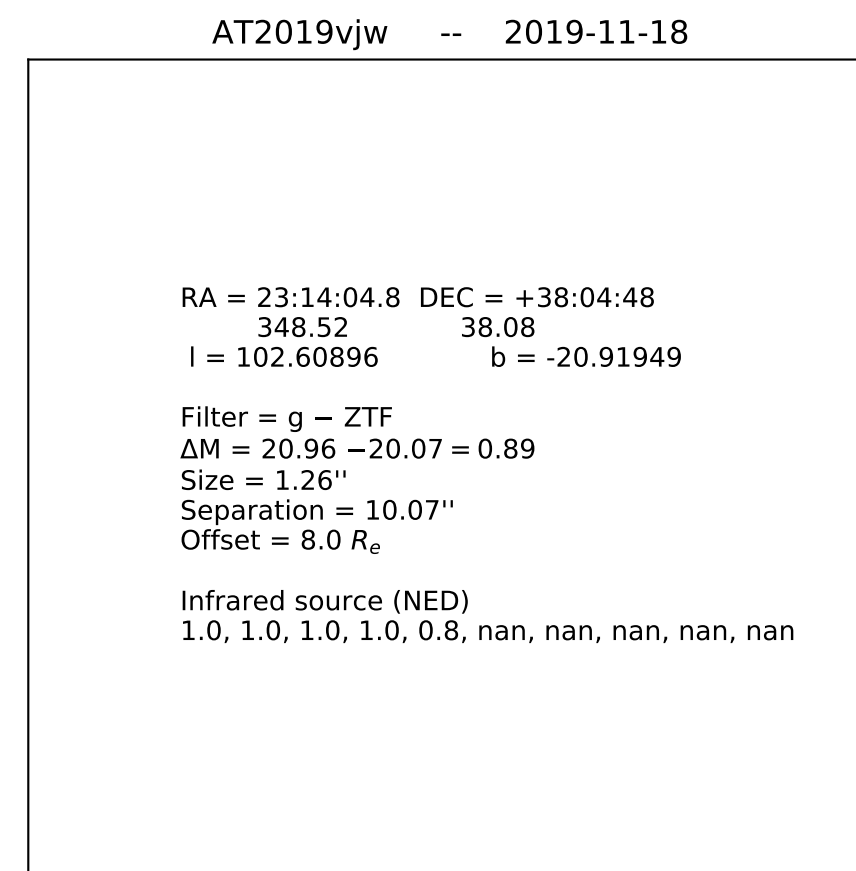 AT2019vjw -- 2019-11-18
RA = 23:14:04.8 DEC = +38:04:48
348.52 38.08
l = 102.60896 b = -20.91949
Filter = g − ZTF
ΔM = 20.96 −20.07 = 0.89
Size = 1.26''
Separation = 10.07''
Offset = 8.0 Rₑ
Infrared source (NED)
1.0, 1.0, 1.0, 1.0, 0.8, nan, nan, nan, nan, nan